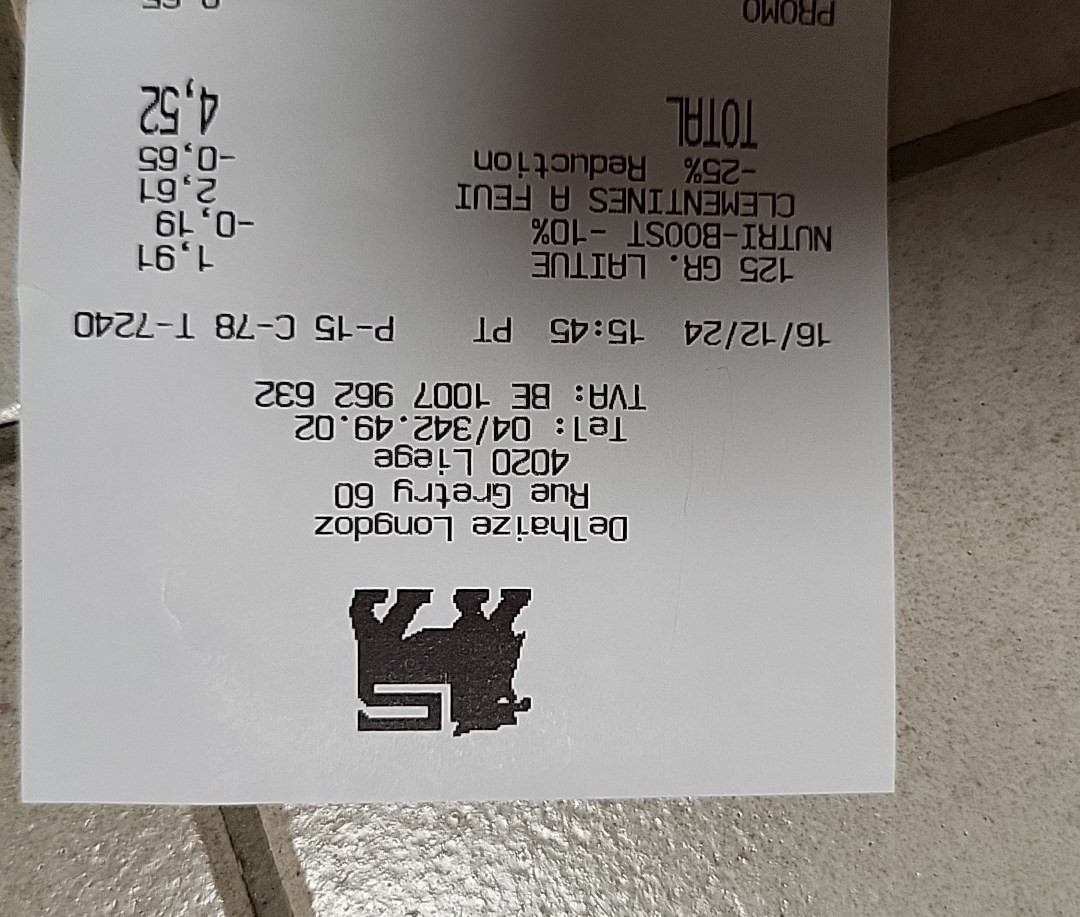 Delhaize Longdoz
Rue Gretry 60
4020 Liege
Tel: 04/342.49.02
TVA: BE 1007 962 632
16/12/24 15:45 PT P-15 C-78 T-7240
125 GR. LAITUE 1,91
NUTRI-BOOST -10% -0,19
CLEMENTINES A FEUI 2,61
-25% Reduction -0,65
TOTAL 4,52
PROMO